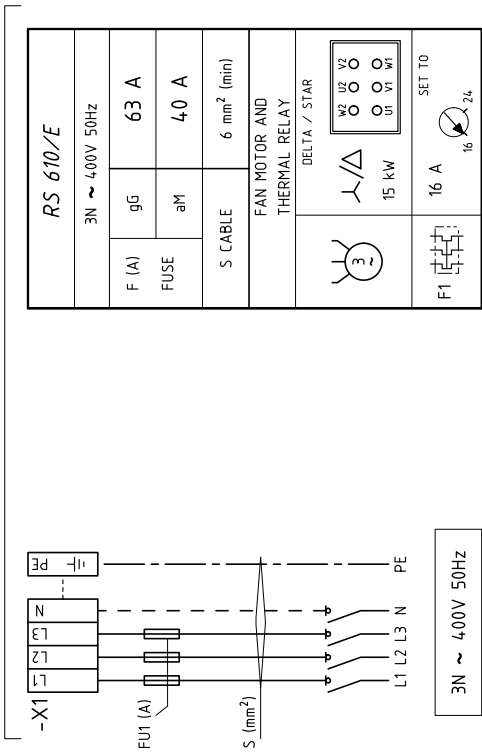 RS 610/E
3N ~ 400V 50Hz
F (A)
FUSE
gG
63 A
aM
40 A
S CABLE
6 mm² (min)
FAN MOTOR AND
THERMAL RELAY
DELTA / STAR
3
~
15 kW
W2 U2 V2
U1 V1 W1
F1
16 A
SET TO
16
24
-X1
L1
L2
L3
N
PE
FU1 (A)
S (mm²)
L1 L2 L3 N PE
3N ~ 400V 50Hz